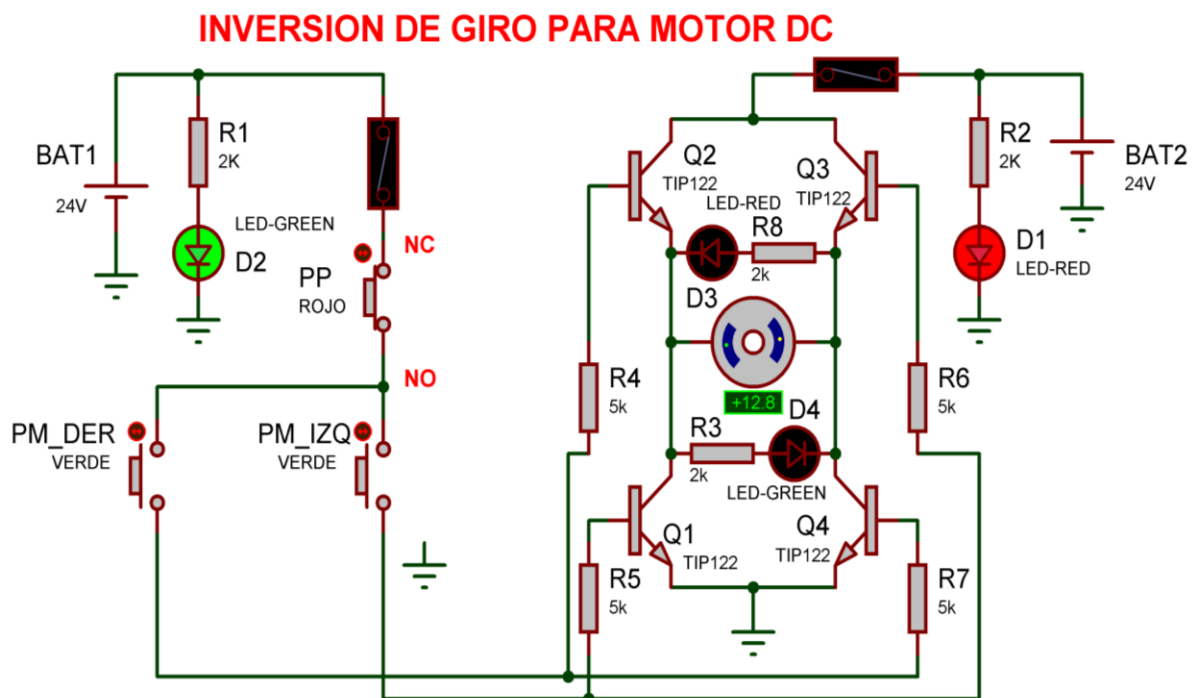 INVERSION DE GIRO PARA MOTOR DC
BAT1
24V
R1
2K
LED-GREEN
D2
NC
PP
ROJO
NO
PM_DER
VERDE
PM_IZQ
VERDE
Q2
TIP122
Q3
TIP122
LED-RED
R8
2k
D3
+12.8
R4
5k
R6
5k
R3
2k
D4
LED-GREEN
Q1
TIP122
Q4
TIP122
R5
5k
R7
5k
R2
2K
BAT2
24V
D1
LED-RED